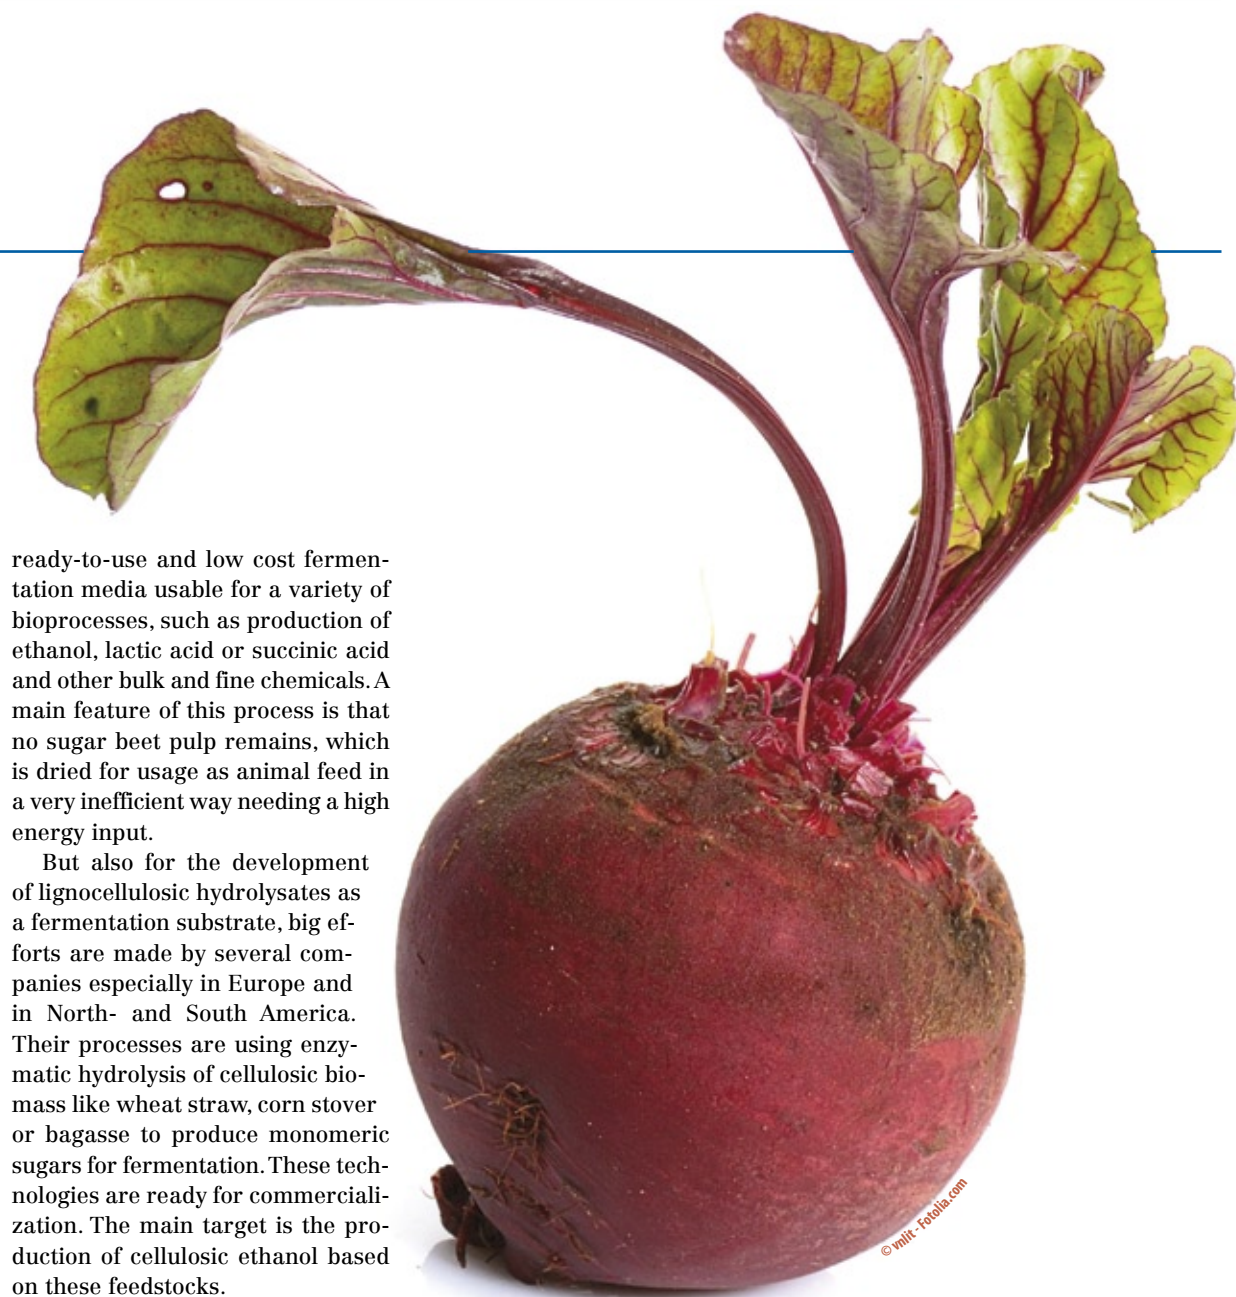 ready-to-use and low cost fermen-
tation media usable for a variety of
bioprocesses, such as production of
ethanol, lactic acid or succinic acid
and other bulk and fine chemicals. A
main feature of this process is that
no sugar beet pulp remains, which
is dried for usage as animal feed in
a very inefficient way needing a high
energy input.
But also for the development
of lignocellulosic hydrolysates as
a fermentation substrate, big ef-
forts are made by several com-
panies especially in Europe and
in North- and South America.
Their processes are using enzy-
matic hydrolysis of cellulosic bio-
mass like wheat straw, corn stover
or bagasse to produce monomeric
sugars for fermentation. These tech-
nologies are ready for commerciali-
zation. The main target is the pro-
duction of cellulosic ethanol based
on these feedstocks.
© vnlit - Fotolia.com